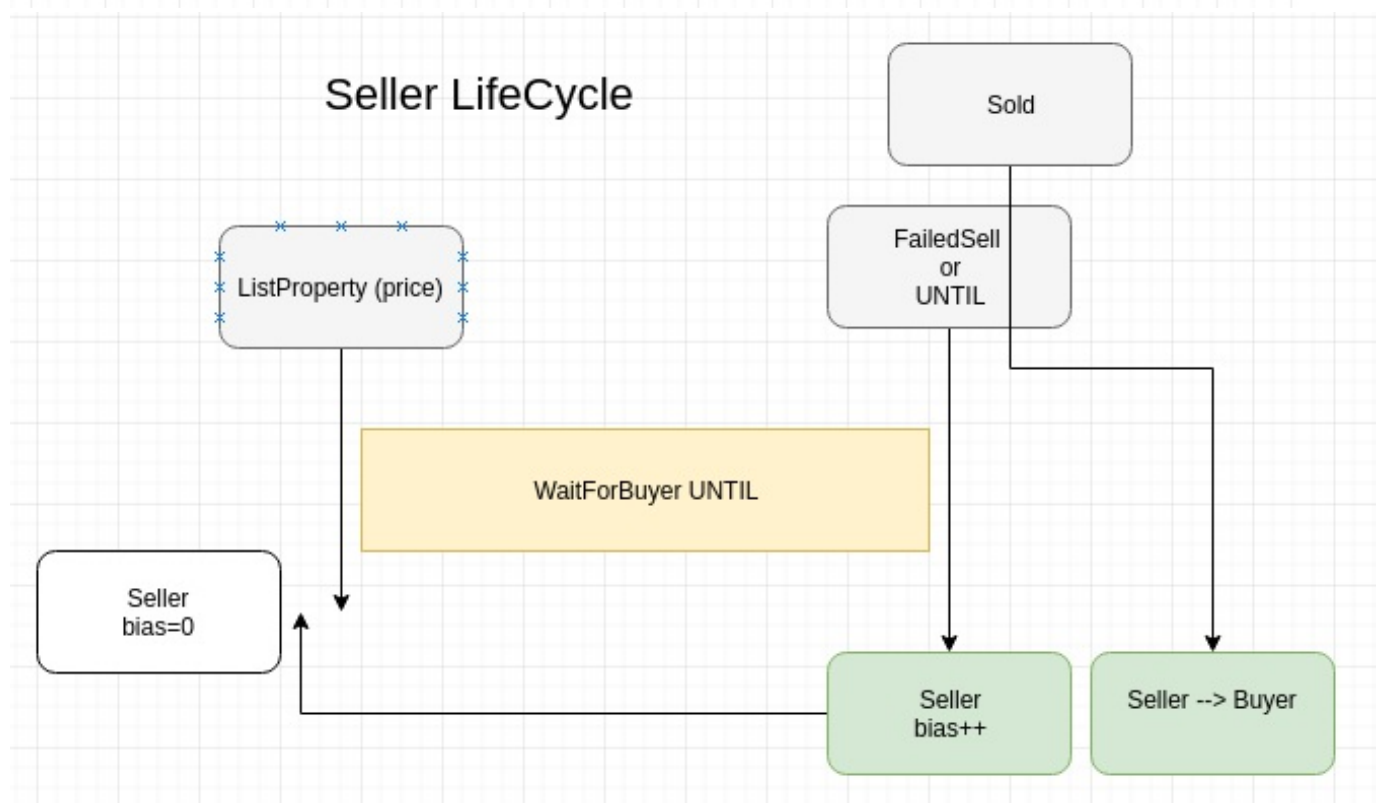 Seller LifeCycle
Sold
ListProperty (price)
FailedSell
or
UNTIL
WaitForBuyer UNTIL
Seller
bias=0
Seller
bias++
Seller --> Buyer